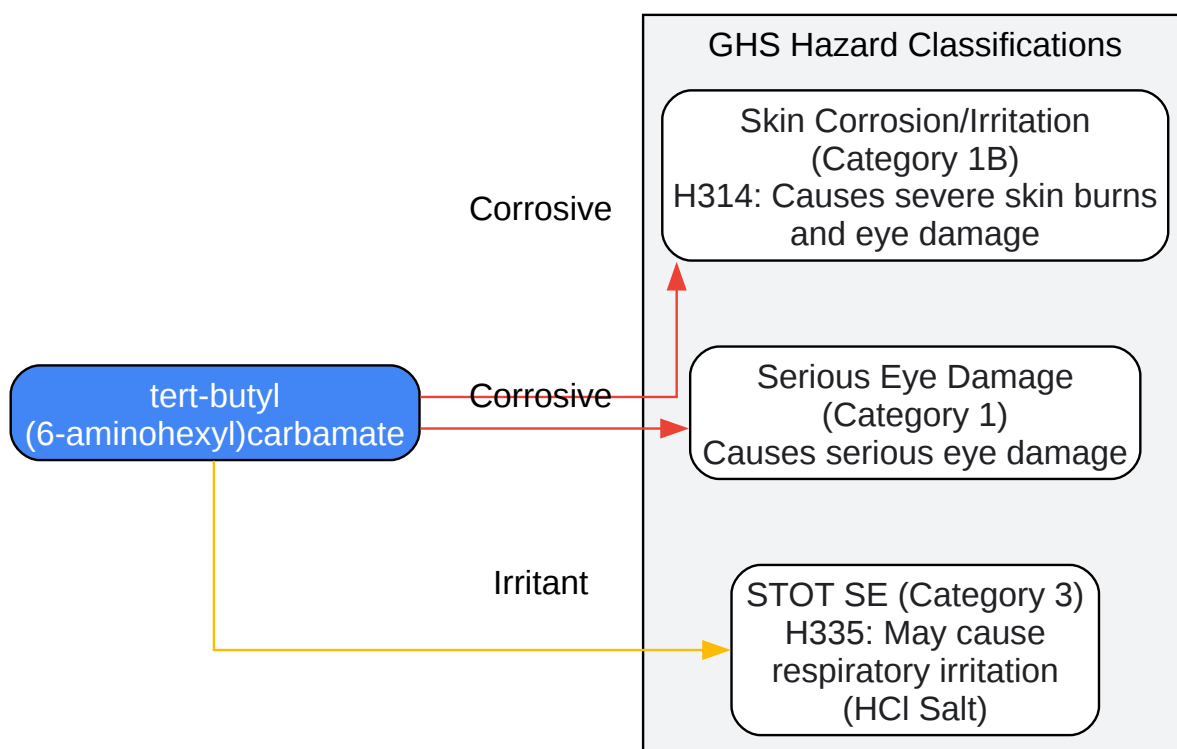 GHS Hazard Classifications
Skin Corrosion/Irritation
(Category 1B)
H314: Causes severe skin burns
and eye damage
Corrosive
tert-butyl
(6-aminohexyl)carbamate
Corrosive
Serious Eye Damage
(Category 1)
Causes serious eye damage
Irritant
STOT SE (Category 3)
H335: May cause
respiratory irritation
(HCl Salt)